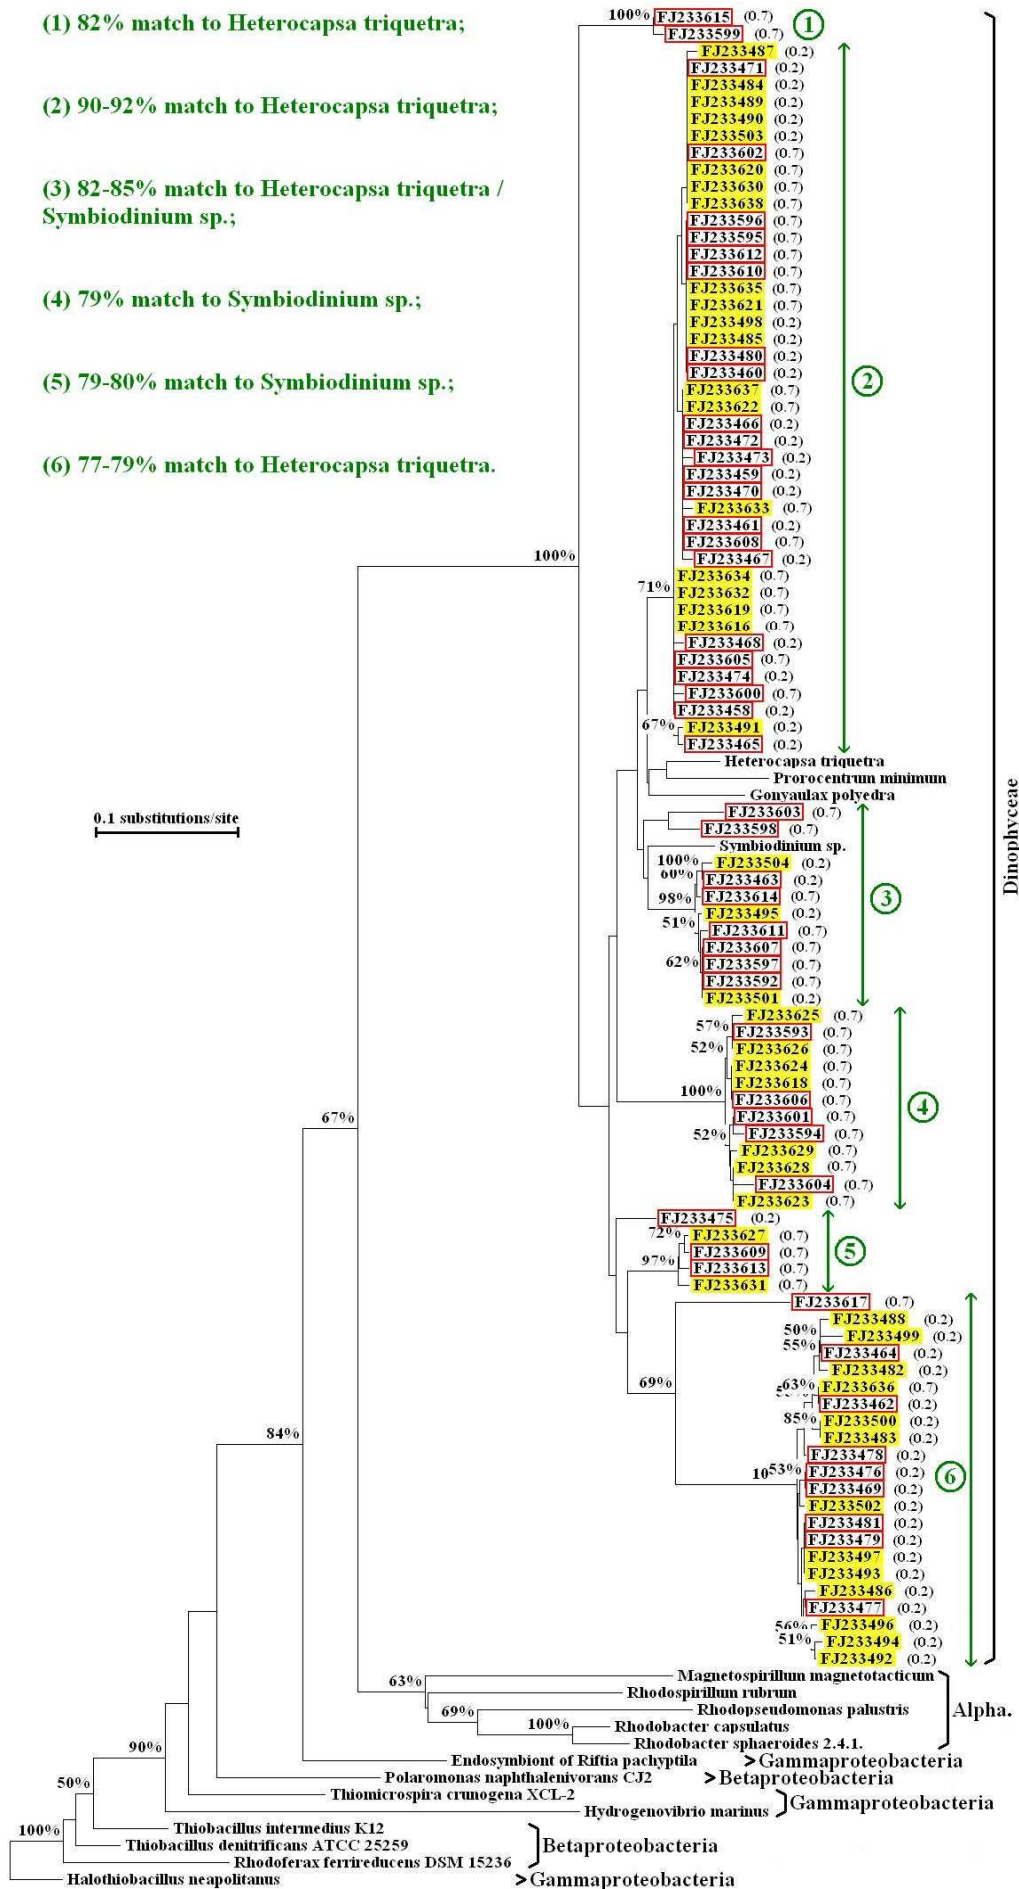 (1) 82% match to Heterocapsa triquetra;
(2) 90-92% match to Heterocapsa triquetra;
(3) 82-85% match to Heterocapsa triquetra /
Symbiodinium sp.;
(4) 79% match to Symbiodinium sp.;
(5) 79-80% match to Symbiodinium sp.;
(6) 77-79% match to Heterocapsa triquetra.
0.1 substitutions/site
100% FJ233615 (0.7) 1
FJ233599 (0.7)
FJ233487 (0.2)
FJ233471 (0.2)
FJ233484 (0.2)
FJ233489 (0.2)
FJ233490 (0.2)
FJ233503 (0.2)
FJ233602 (0.7)
FJ233620 (0.7)
FJ233630 (0.7)
FJ233638 (0.7)
FJ233596 (0.7)
FJ233595 (0.7)
FJ233612 (0.7)
FJ233610 (0.7)
FJ233635 (0.7)
FJ233621 (0.7)
FJ233498 (0.2)
FJ233485 (0.2)
FJ233480 (0.2)
FJ233460 (0.2)
2
FJ233637 (0.7)
FJ233622 (0.7)
FJ233466 (0.2)
FJ233472 (0.2)
FJ233473 (0.2)
FJ233459 (0.2)
FJ233470 (0.2)
FJ233633 (0.7)
FJ233461 (0.2)
FJ233608 (0.7)
100% FJ233467 (0.2)
FJ233634 (0.7)
71% FJ233632 (0.7)
FJ233619 (0.7)
FJ233616 (0.7)
FJ233468 (0.2)
FJ233605 (0.7)
FJ233474 (0.2)
FJ233600 (0.7)
FJ233458 (0.2)
67% FJ233491 (0.2)
FJ233465 (0.2)
Heterocapsa triquetra
Prorocentrum minimum
Gonyaulax polyedra
Dinophyceae
FJ233603 (0.7)
FJ233598 (0.7)
Symbiodinium sp.
100% FJ233504 (0.2)
60% FJ233463 (0.2)
98% FJ233614 (0.7) 3
51% FJ233495 (0.2)
FJ233611 (0.7)
FJ233607 (0.7)
62% FJ233597 (0.7)
FJ233592 (0.7)
FJ233501 (0.2)
FJ233625 (0.7)
57% FJ233593 (0.7)
52% FJ233626 (0.7)
FJ233624 (0.7)
FJ233618 (0.7)
100% FJ233606 (0.7) 4
67% FJ233601 (0.7)
52% FJ233594 (0.7)
FJ233629 (0.7)
FJ233628 (0.7)
FJ233604 (0.7)
FJ233623 (0.7)
FJ233475 (0.2)
72% FJ233627 (0.7)
FJ233609 (0.7) 5
97% FJ233613 (0.7)
FJ233631 (0.7)
FJ233617 (0.7)
FJ233488 (0.2)
50% FJ233499 (0.2)
55% FJ233464 (0.2)
FJ233482 (0.2)
69% 63% FJ233636 (0.7)
FJ233462 (0.2)
85% FJ233500 (0.2)
84% FJ233483 (0.2)
FJ233478 (0.2)
10 53% FJ233476 (0.2) 6
FJ233469 (0.2)
FJ233502 (0.2)
FJ233481 (0.2)
FJ233479 (0.2)
FJ233497 (0.2)
FJ233493 (0.2)
FJ233486 (0.2)
FJ233477 (0.2)
56% FJ233496 (0.2)
51% FJ233494 (0.2)
FJ233492 (0.2)
63% Magnetospirillum magnetotacticum
Rhodospirillum rubrum
69% Rhodopseudomonas palustris Alpha.
100% Rhodobacter capsulatus
Rhodobacter sphaeroides 2.4.1.
90% Endosymbiont of Riftia pachyptila >Gammaproteobacteria
Polaromonas naphthalenivorans CJ2 >Betaproteobacteria
50% Thiomicrospira crunogena XCL-2
Hydrogenovibrio marinus Gammaproteobacteria
100% Thiobacillus intermedius K12
Thiobacillus denitrificans ATCC 25259 Betaproteobacteria
Rhodoferax ferrireducens DSM 15236
Halothiobacillus neapolitanus >Gammaproteobacteria